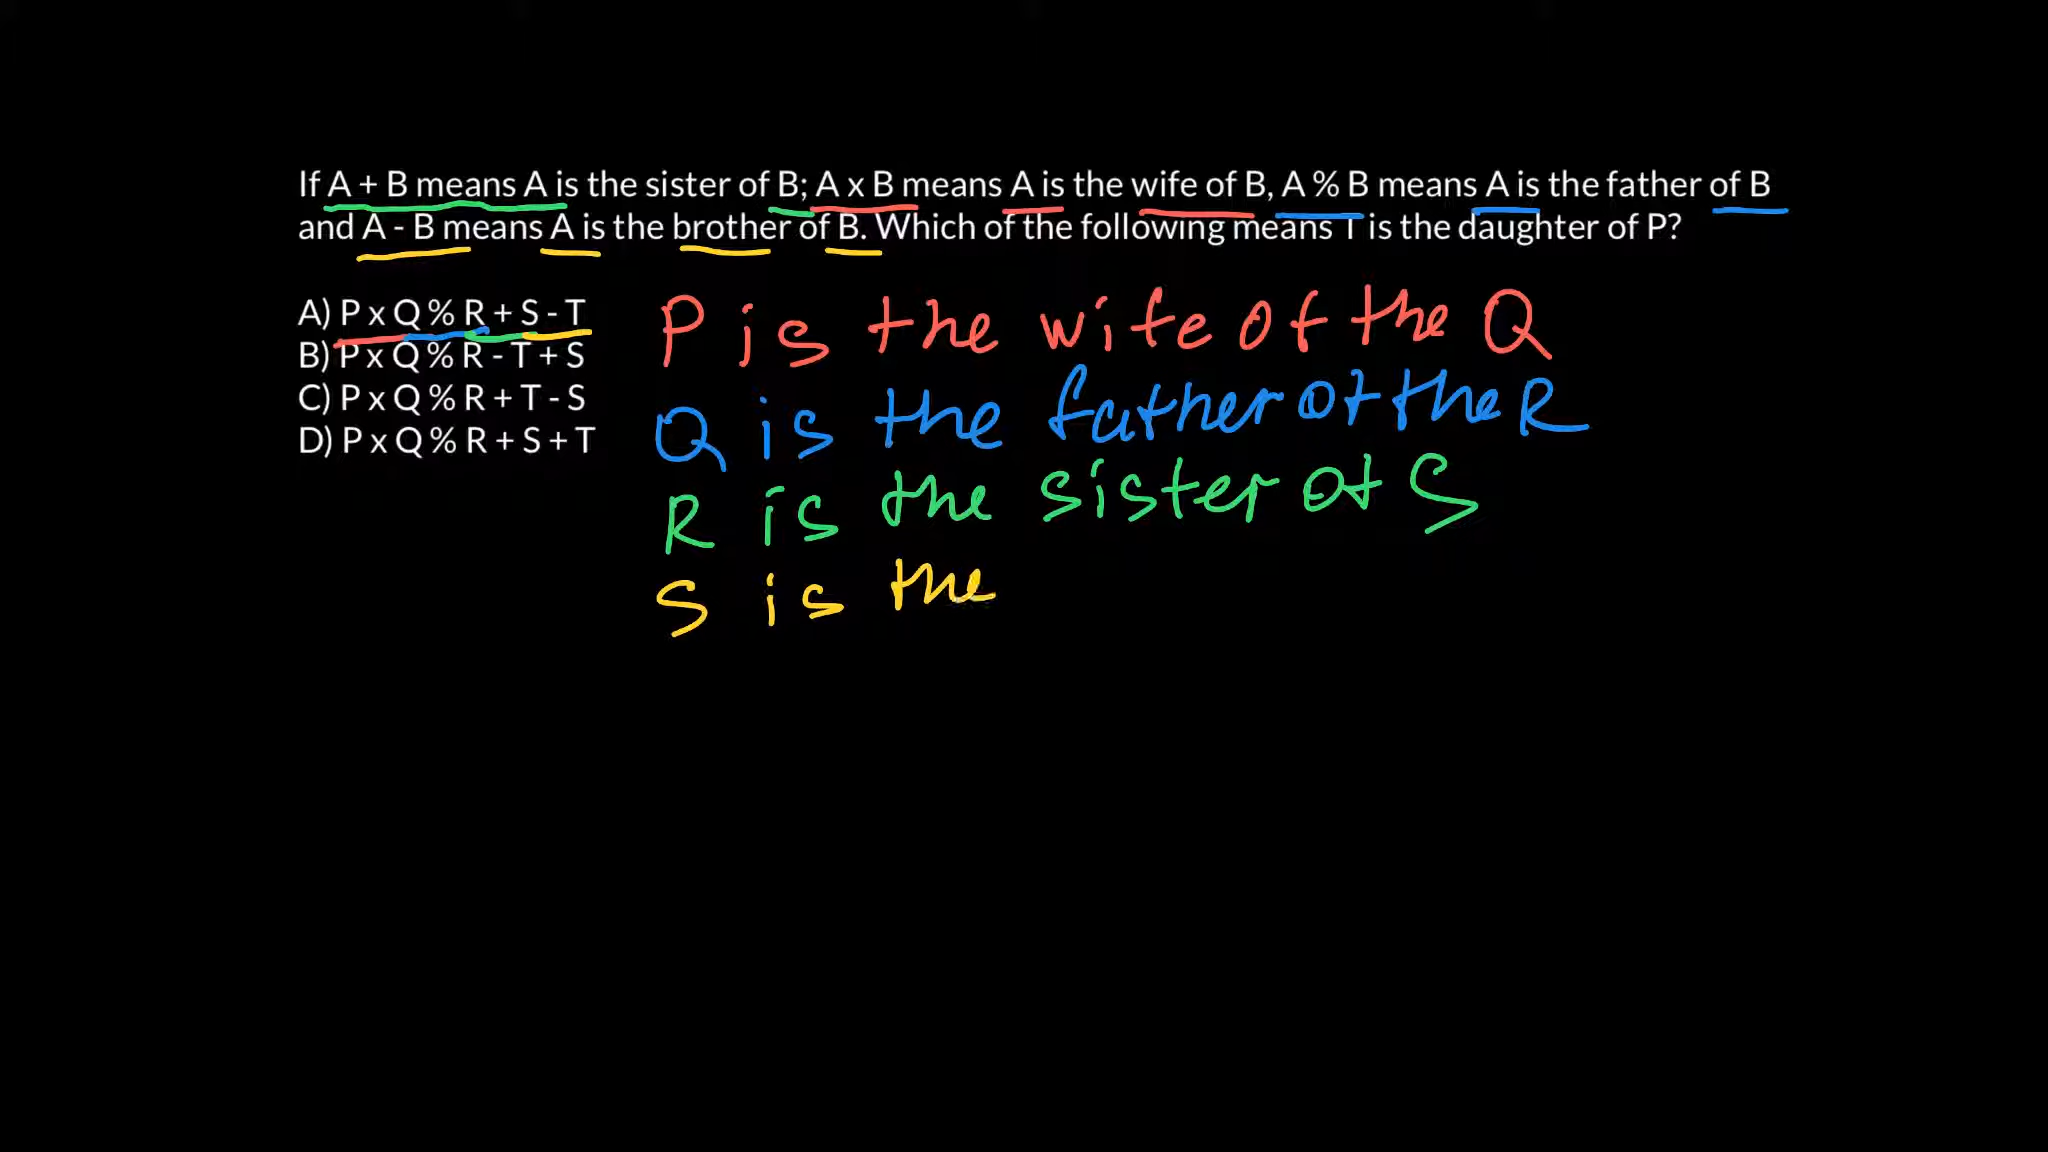 If A + B means A is the sister of B; A x B means A is the wife of B, A % B means A is the father of B
and A - B means A is the brother of B. Which of the following means T is the daughter of P?
A) P x Q % R + S - T
B) P x Q % R - T + S
C) P x Q % R + T - S
D) P x Q % R + S + T
P is the wife of the Q
Q is the father of the R
R is the sister of S
S is the